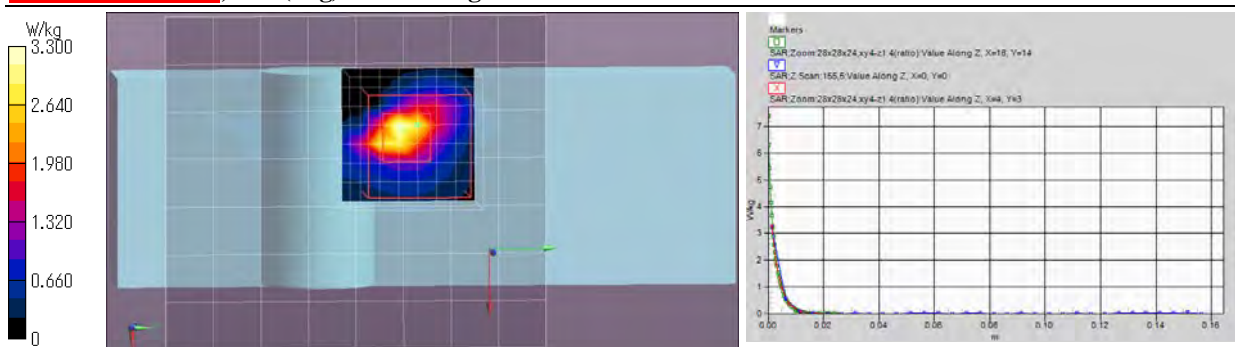 W/kg
3.300
2.640
1.980
1.320
0.660
0
Markers
SAR;Zoom:28x28x24,xy4-z1.4(ratio):Value Along Z, X=18, Y=14
SAR;Z Scan:165,5:Value Along Z, X=0, Y=0
X
SAR;Zoom:28x28x24,xy4-z1.4(ratio):Value Along Z, X=4, Y=3
W/kg
7
6
5
4
3
2
1
0
0.00 0.02 0.04 0.06 0.08 0.10 0.12 0.14 0.16
m